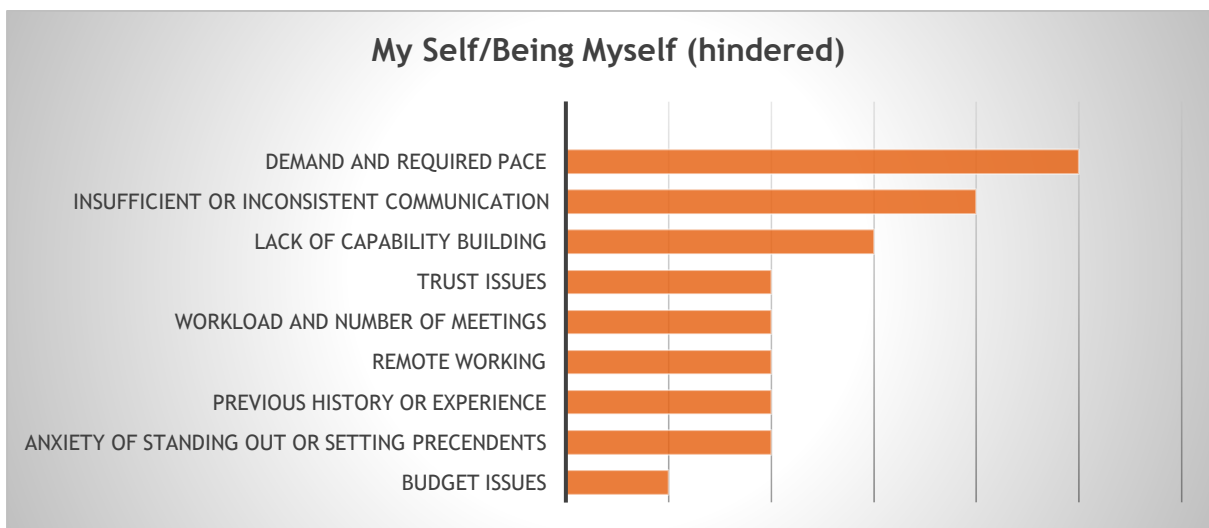 My Self/Being Myself (hindered)
DEMAND AND REQUIRED PACE
INSUFFICIENT OR INCONSISTENT COMMUNICATION
LACK OF CAPABILITY BUILDING
TRUST ISSUES
WORKLOAD AND NUMBER OF MEETINGS
REMOTE WORKING
PREVIOUS HISTORY OR EXPERIENCE
ANXIETY OF STANDING OUT OR SETTING PRECENDENTS
BUDGET ISSUES